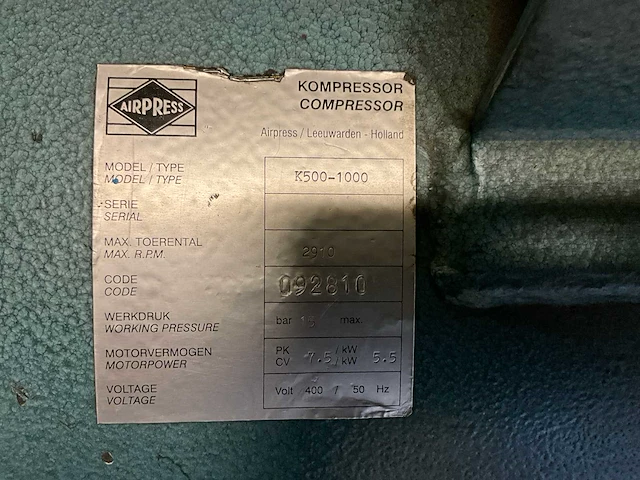 AIRPRESS
KOMPRESSOR
COMPRESSOR
Airpress / Leeuwarden - Holland
MODEL / TYPE
MODEL / TYPE
K500-1000
SERIE
SERIAL
MAX. TOERENTAL
MAX. R.P.M.
2910
CODE
CODE
092810
WERKDRUK
WORKING PRESSURE
bar max.
MOTORVERMOGEN
MOTORPOWER
PK 7.5 / kW 5.5
CV / kW
VOLTAGE
VOLTAGE
Volt 400 / 50 Hz